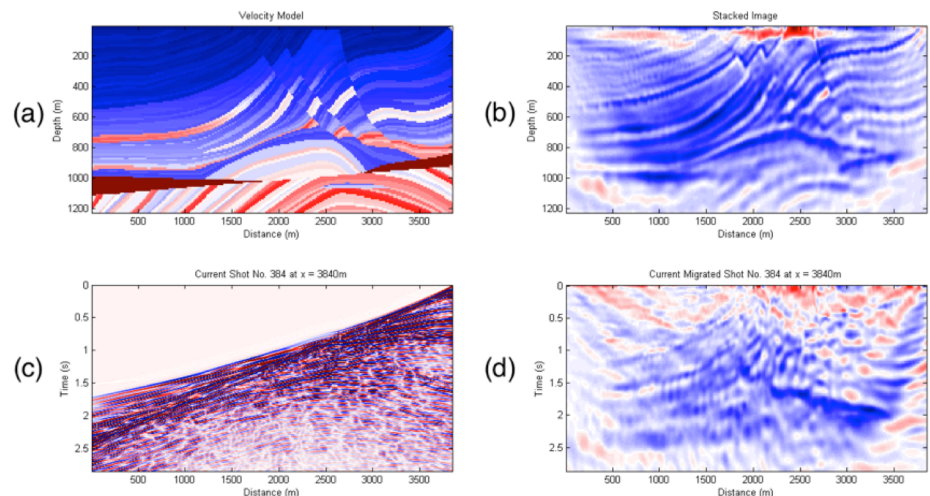 Velocity Model
(a)
Depth (m)
200
400
600
800
1000
1200
500 1000 1500 2000 2500 3000 3500
Distance (m)
Stacked Image
(b)
Depth (m)
200
400
600
800
1000
1200
500 1000 1500 2000 2500 3000 3500
Distance (m)
Current Shot No. 384 at x = 3840m
(c)
Time (s)
0
0.5
1
1.5
2
2.5
500 1000 1500 2000 2500 3000 3500
Distance (m)
Current Migrated Shot No. 384 at x = 3840m
(d)
Time (s)
0
0.5
1
1.5
2
2.5
500 1000 1500 2000 2500 3000 3500
Distance (m)